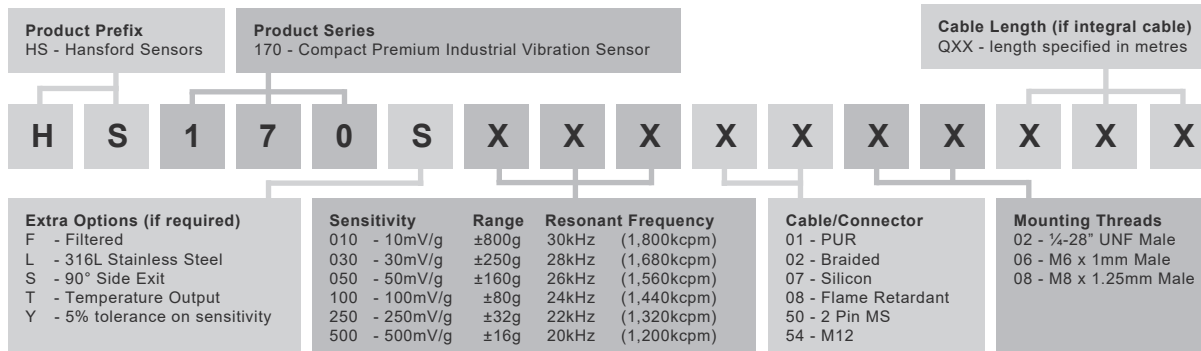 Product Prefix
HS - Hansford Sensors
Product Series
170 - Compact Premium Industrial Vibration Sensor
Cable Length (if integral cable)
QXX - length specified in metres
H S 1 7 0 S X X X X X X X X X X
Extra Options (if required)
F - Filtered
L - 316L Stainless Steel
S - 90° Side Exit
T - Temperature Output
Y - 5% tolerance on sensitivity
Sensitivity Range Resonant Frequency
010 - 10mV/g ±800g 30kHz (1,800kcpm)
030 - 30mV/g ±250g 28kHz (1,680kcpm)
050 - 50mV/g ±160g 26kHz (1,560kcpm)
100 - 100mV/g ±80g 24kHz (1,440kcpm)
250 - 250mV/g ±32g 22kHz (1,320kcpm)
500 - 500mV/g ±16g 20kHz (1,200kcpm)
Cable/Connector
01 - PUR
02 - Braided
07 - Silicon
08 - Flame Retardant
50 - 2 Pin MS
54 - M12
Mounting Threads
02 - ¼-28” UNF Male
06 - M6 x 1mm Male
08 - M8 x 1.25mm Male